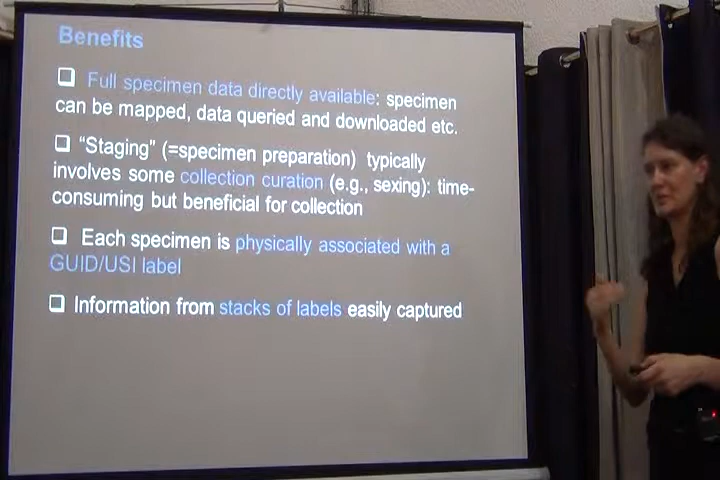 Benefits
❑ Full specimen data directly available: specimen
can be mapped, data queried and downloaded etc.
❑ “Staging” (=specimen preparation) typically
involves some collection curation (e.g., sexing): time-
consuming but beneficial for collection
❑ Each specimen is physically associated with a
GUID/USI label
❑ Information from stacks of labels easily captured